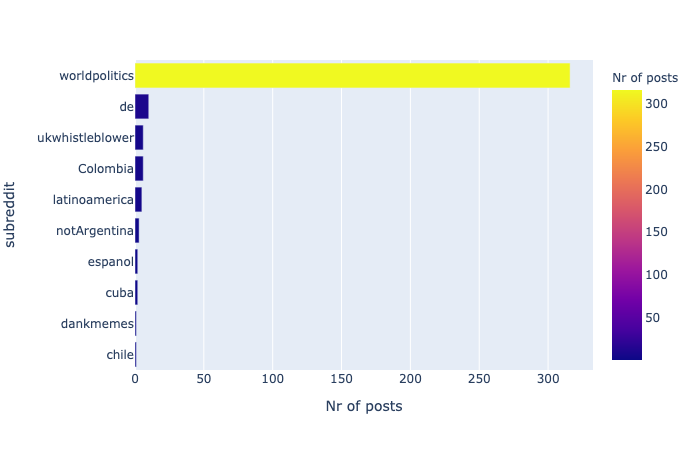 Nr of posts
worldpolitics
de
ukwhistleblower
Colombia
latinoamerica
notArgentina
espanol
cuba
dankmemes
chile
subreddit
0 50 100 150 200 250 300
Nr of posts
300
250
200
150
100
50